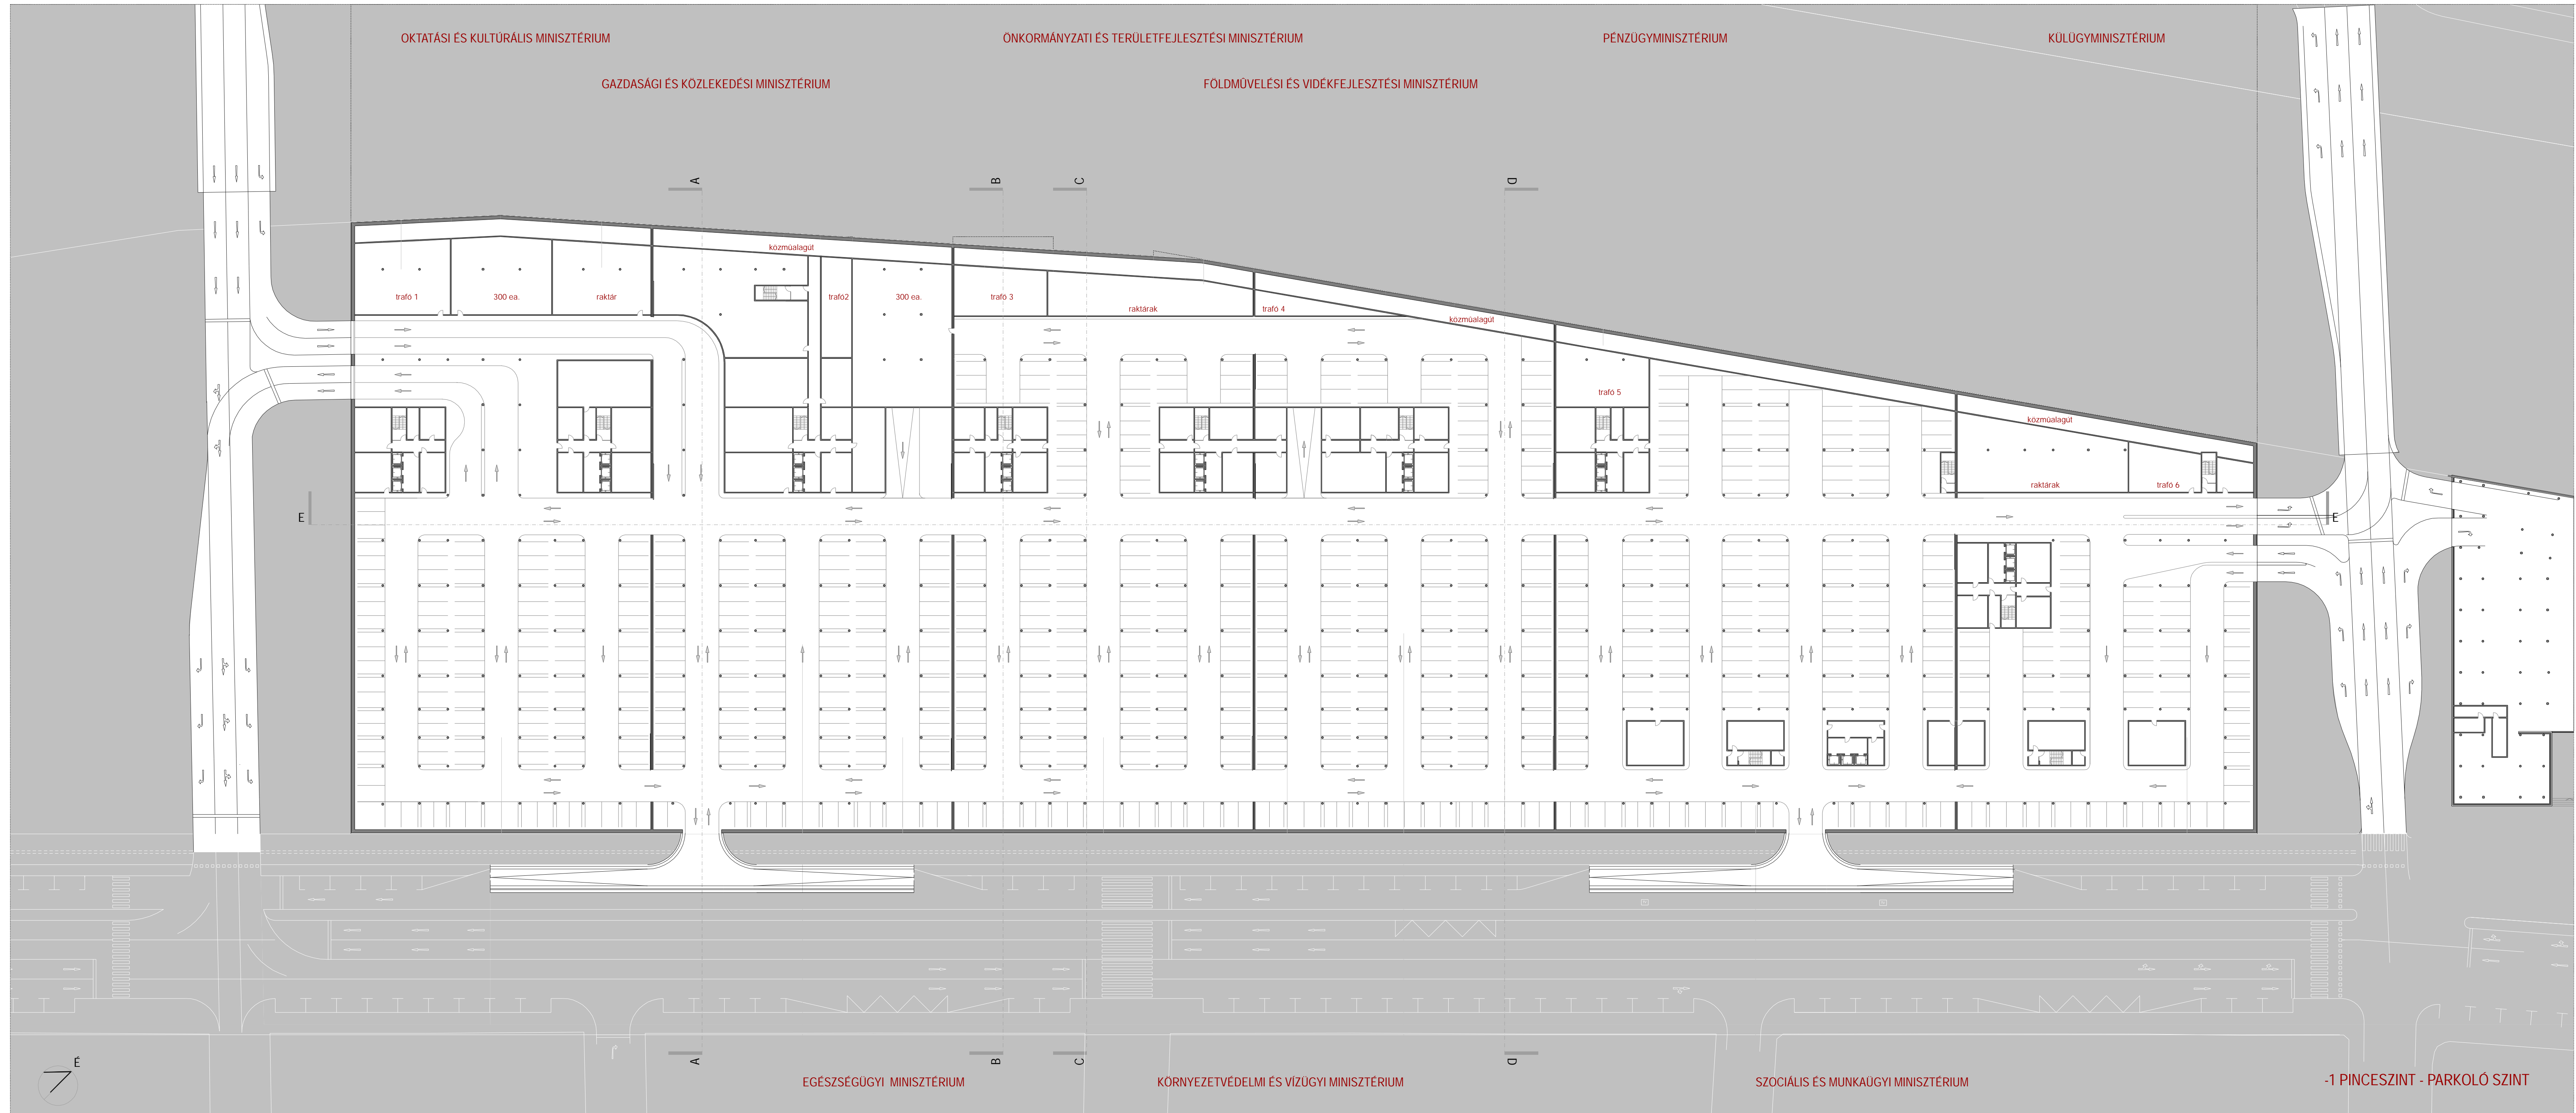 OKTATÁSI ÉS KULTÚRÁLIS MINISZTÉRIUM
ÖNKORMÁNYZATI ÉS TERÜLETFEJLESZTÉSI MINISZTÉRIUM
PÉNZÜGYMINISZTÉRIUM
KÜLÜGYMINISZTÉRIUM
GAZDASÁGI ÉS KÖZLEKEDÉSI MINISZTÉRIUM
FÖLDMŰVELÉSI ÉS VIDÉKFEJLESZTÉSI MINISZTÉRIUM
A
B
C
D
közműalagút
trafó 1
300 ea.
raktár
trafó2
300 ea.
trafó 3
raktárak
trafó 4
közműalagút
trafó 5
közműalagút
raktárak
trafó 6
E
E
A
B
C
D
É
EGÉSZSÉGÜGYI MINISZTÉRIUM
KÖRNYEZETVÉDELMI ÉS VÍZÜGYI MINISZTÉRIUM
SZOCIÁLIS ÉS MUNKAÜGYI MINISZTÉRIUM
-1 PINCESZINT - PARKOLÓ SZINT